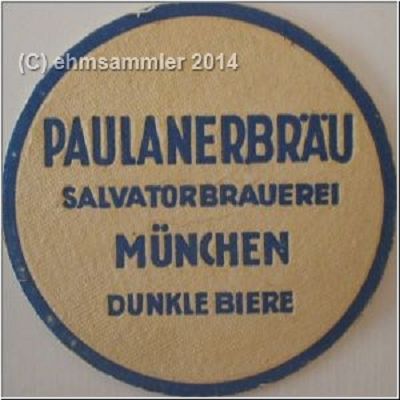 (C) ehmsammler 2014
PAULANERBRÄU
SALVATORBRAUEREI
MÜNCHEN
DUNKLE BIERE